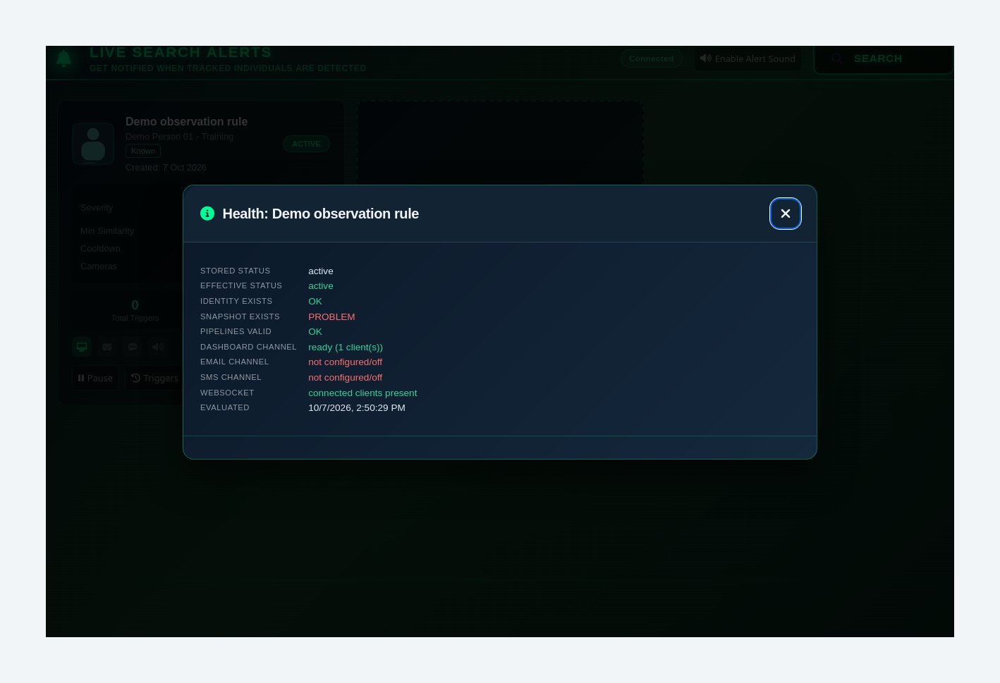 LIVE SEARCH ALERTS
GET NOTIFIED WHEN TRACKED INDIVIDUALS ARE DETECTED
Connected
Enable Alert Sound
SEARCH
Demo observation rule
Demo Person 01 - Training
Known
Created: 7 Oct 2026
ACTIVE
Severity
Min Similarity
Cooldown
Cameras
0
Total Triggers
Pause
Triggers
Health: Demo observation rule
STORED STATUS active
EFFECTIVE STATUS active
IDENTITY EXISTS OK
SNAPSHOT EXISTS PROBLEM
PIPELINES VALID OK
DASHBOARD CHANNEL ready (1 client(s))
EMAIL CHANNEL not configured/off
SMS CHANNEL not configured/off
WEBSOCKET connected clients present
EVALUATED 10/7/2026, 2:50:29 PM